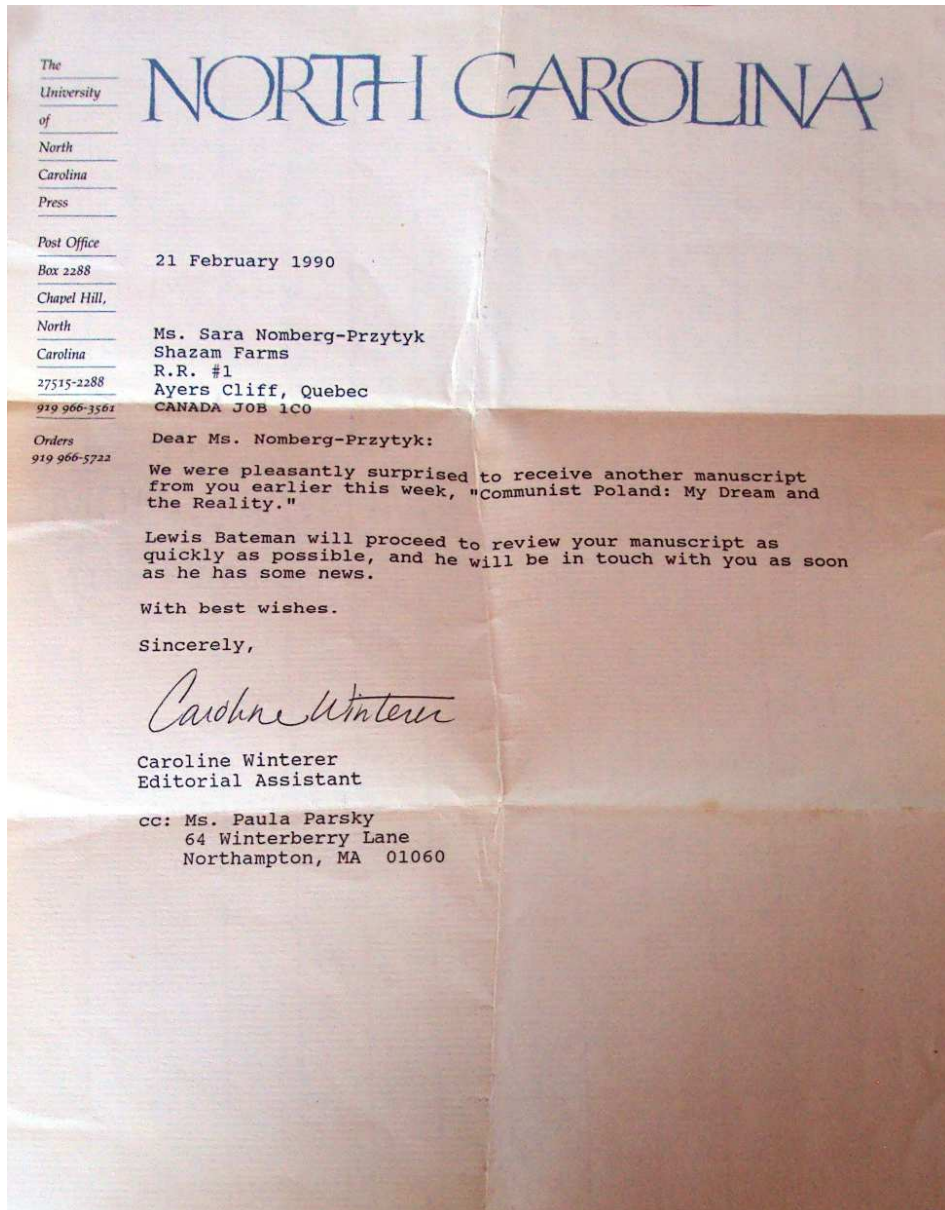 The
University
of
North
Carolina
Press
Post Office
Box 2288
Chapel Hill,
North
Carolina
27515-2288
919 966-3561
Orders
919 966-5722
NORTH CAROLINA
21 February 1990
Ms. Sara Nomberg-Przytyk
Shazam Farms
R.R. #1
Ayers Cliff, Quebec
CANADA JOB 1CO
Dear Ms. Nomberg-Przytyk:
We were pleasantly surprised to receive another manuscript
from you earlier this week, "Communist Poland: My Dream and
the Reality."
Lewis Bateman will proceed to review your manuscript as
quickly as possible, and he will be in touch with you as soon
as he has some news.
With best wishes.
Sincerely,
Caroline Winterer
Caroline Winterer
Editorial Assistant
cc: Ms. Paula Parsky
64 Winterberry Lane
Northampton, MA 01060